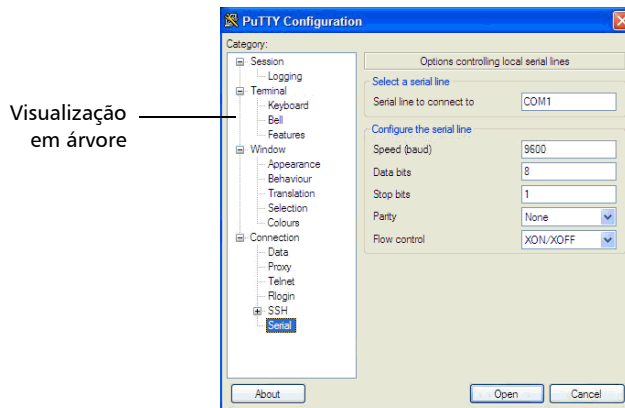 PuTTY Configuration
Category:
Session
Logging
Terminal
Keyboard
Bell
Features
Window
Appearance
Behaviour
Translation
Selection
Colours
Connection
Data
Proxy
Telnet
Rlogin
SSH
Serial
Visualização
em árvore
Options controlling local serial lines
Select a serial line
Serial line to connect to COM1
Configure the serial line
Speed (baud) 9600
Data bits 8
Stop bits 1
Parity None
Flow control XON/XOFF
About
Open
Cancel